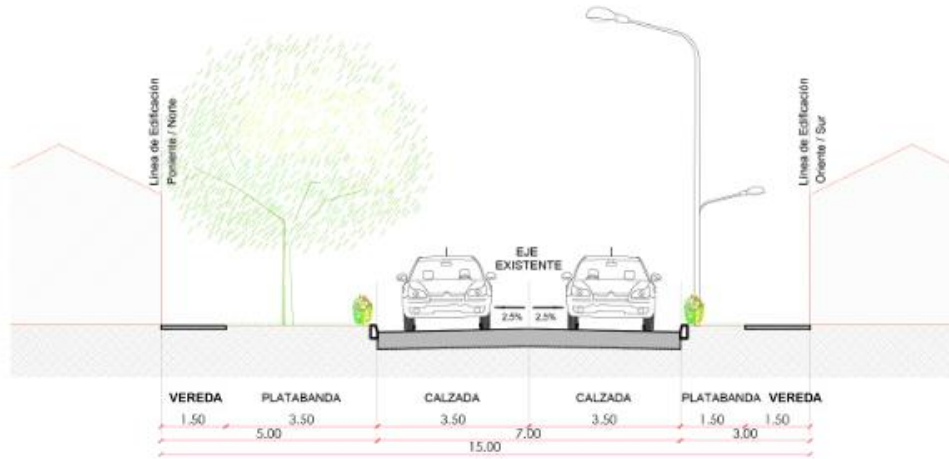 Línea de Edificación
Poniente / Norte
Línea de Edificación
Oriente / Sur
EJE
EXISTENTE
2,5% 2,5%
VEREDA PLATABANDA CALZADA CALZADA PLATABANDA VEREDA
1.50 3.50 3.50 3.50 1.50 1.50
5.00 7.00 3.00
15.00